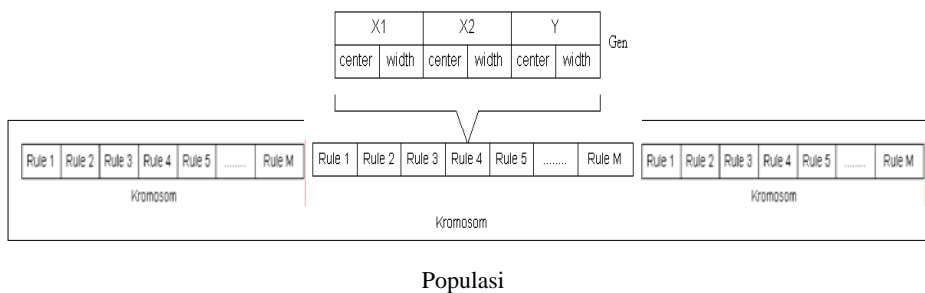 X1 X2 Y
Gen
center width center width center width
Rule 1 Rule 2 Rule 3 Rule 4 Rule 5 ........ Rule M
Kromosom
Rule 1 Rule 2 Rule 3 Rule 4 Rule 5 ........ Rule M
Kromosom
Rule 1 Rule 2 Rule 3 Rule 4 Rule 5 ........ Rule M
Kromosom
Populasi